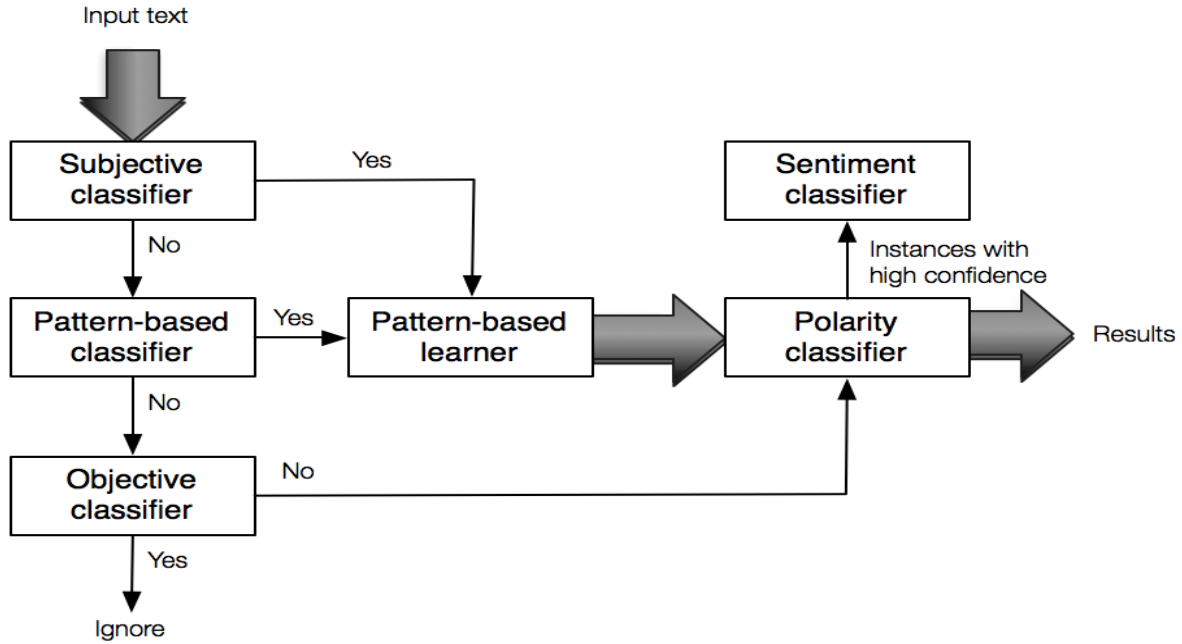 Input text
Subjective
classifier
Yes
Sentiment
classifier
No
Instances with
high confidence
Pattern-based
classifier
Yes
Pattern-based
learner
Polarity
classifier
Results
No
Objective
classifier
No
Yes
Ignore